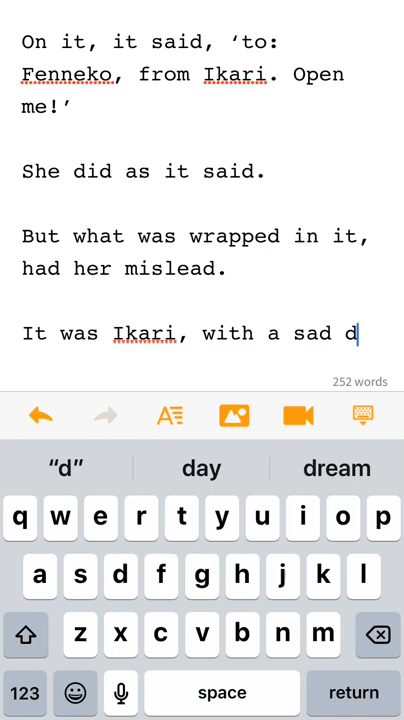 On it, it said, ‘to:
Fenneko, from Ikari. Open
me!’
She did as it said.
But what was wrapped in it,
had her mislead.
It was Ikari, with a sad d
252 words
“d” day dream
q w e r t y u i o p
a s d f g h j k l
z x c v b n m
123 space return